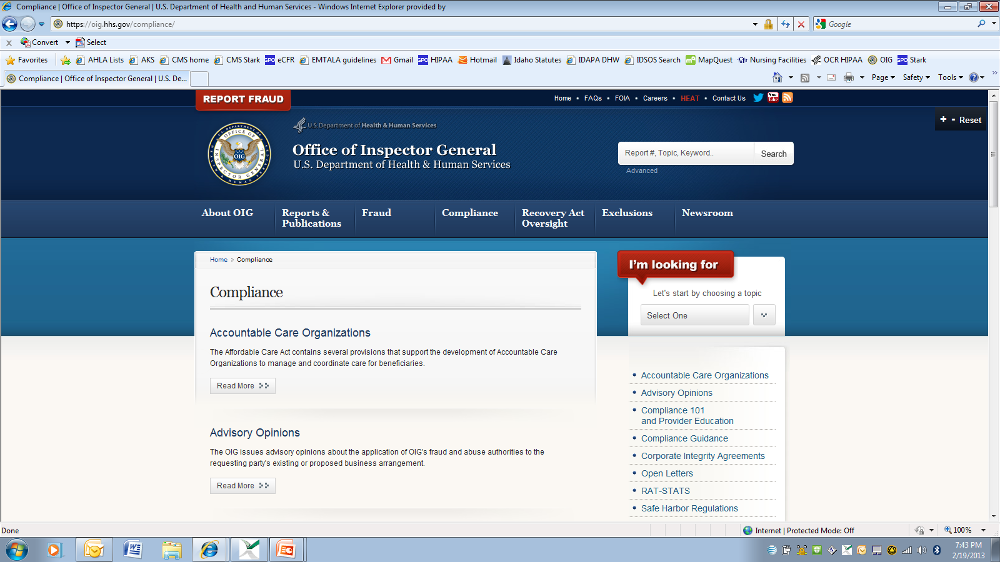 Compliance | Office of Inspector General | U.S. Department of Health and Human Services - Windows Internet Explorer provided by
https://oig.hhs.gov/compliance/
Google
x Convert Select
Favorites AHLA Lists AKS CMS home CMS Stark GPO eCFR EMTALA guidelines Gmail GPO HIPAA Hotmail Idaho Statutes IDAPA DHW IDSOS Search MapQuest Nursing Facilities OCR HIPAA OIG GPO Stark
Compliance | Office of Inspector General | U.S. De...
Page Safety Tools
REPORT FRAUD
Home • FAQs • FOIA • Careers • HEAT • Contact Us You Tube
+ - Reset
U.S. Department of Health & Human Services
OFFICE OF INSPECTOR GENERAL
OIG
Office of Inspector General
U.S. Department of Health & Human Services
Report #, Topic, Keyword.. Search
Advanced
About OIG
Reports &
Publications
Fraud
Compliance
Recovery Act
Oversight
Exclusions
Newsroom
Home > Compliance
Compliance
Accountable Care Organizations
The Affordable Care Act contains several provisions that support the development of Accountable Care
Organizations to manage and coordinate care for beneficiaries.
Read More
Advisory Opinions
The OIG issues advisory opinions about the application of OIG's fraud and abuse authorities to the
requesting party's existing or proposed business arrangement.
Read More
I'm looking for
Let's start by choosing a topic
Select One
• Accountable Care Organizations
• Advisory Opinions
• Compliance 101
and Provider Education
• Compliance Guidance
• Corporate Integrity Agreements
• Open Letters
• RAT-STATS
• Safe Harbor Regulations
Done
Internet | Protected Mode: Off
100%
7:43 PM
2/19/2013